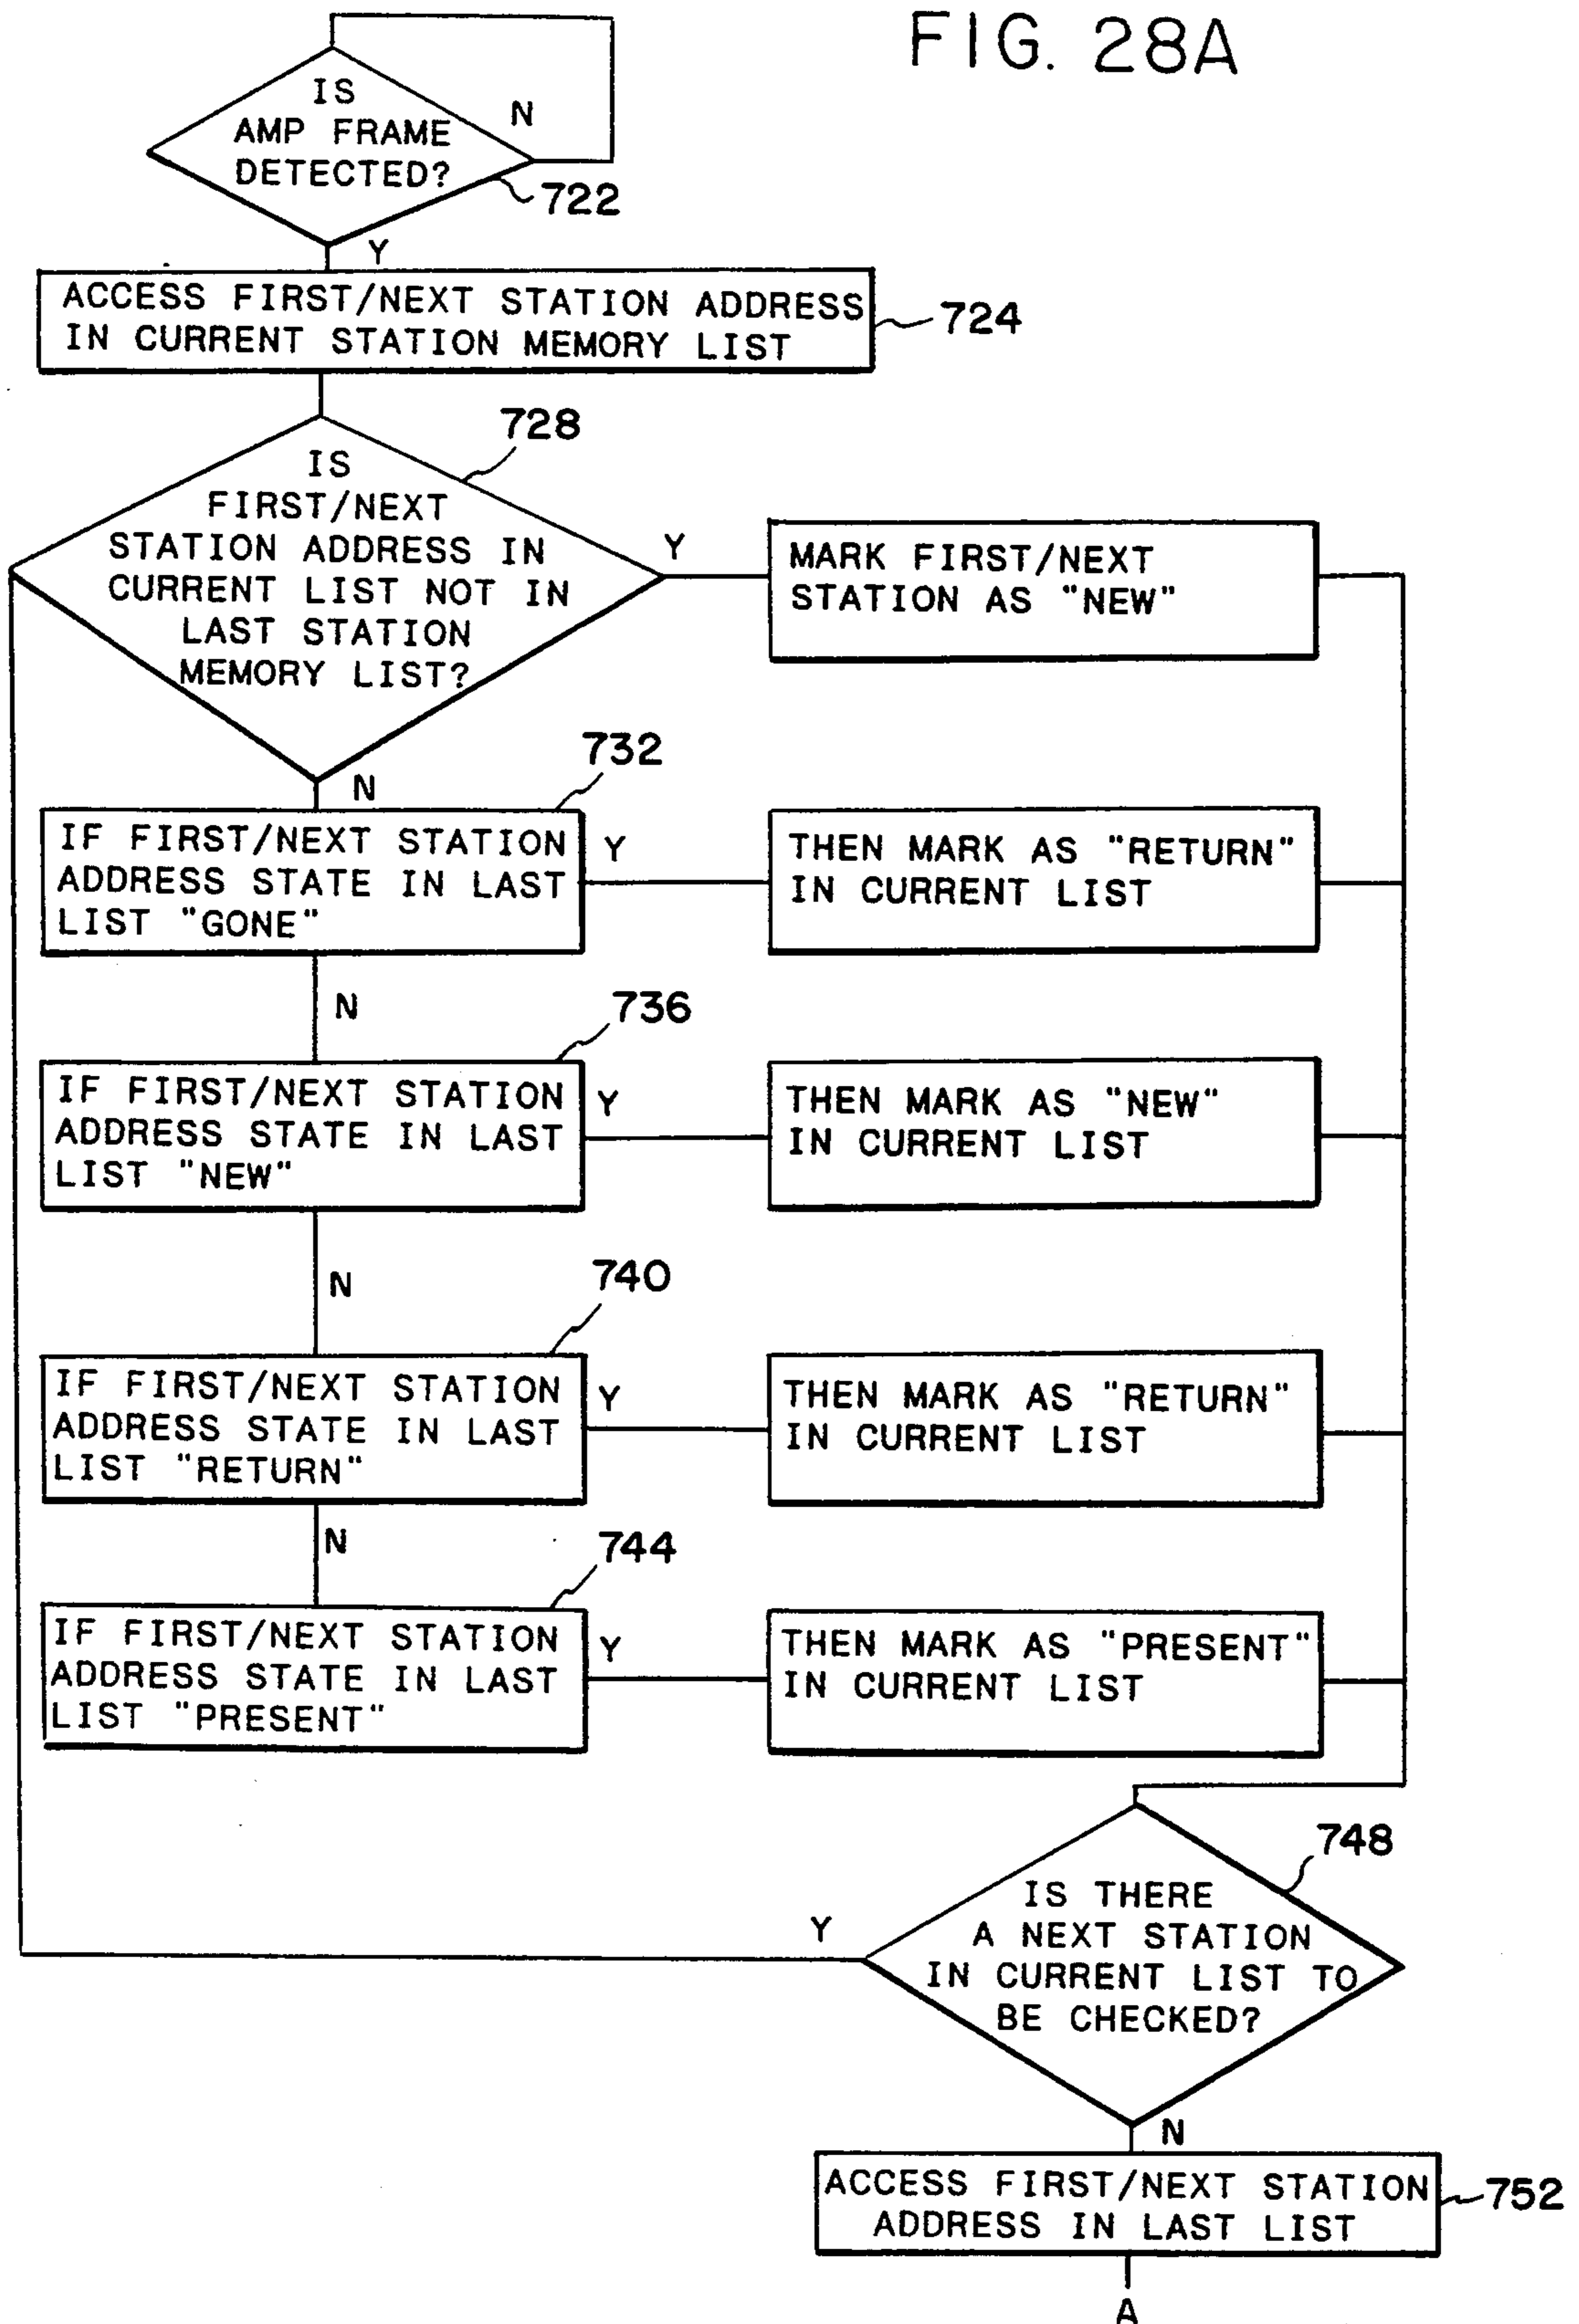 FIG. 28A
IS
AMP FRAME
DETECTED?
N
722
Y
ACCESS FIRST/NEXT STATION ADDRESS
IN CURRENT STATION MEMORY LIST
724
728
IS
FIRST/NEXT
STATION ADDRESS IN
CURRENT LIST NOT IN
LAST STATION
MEMORY LIST?
Y
MARK FIRST/NEXT
STATION AS "NEW"
N
732
IF FIRST/NEXT STATION
ADDRESS STATE IN LAST
LIST "GONE"
Y
THEN MARK AS "RETURN"
IN CURRENT LIST
N
736
IF FIRST/NEXT STATION
ADDRESS STATE IN LAST
LIST "NEW"
Y
THEN MARK AS "NEW"
IN CURRENT LIST
N
740
IF FIRST/NEXT STATION
ADDRESS STATE IN LAST
LIST "RETURN"
Y
THEN MARK AS "RETURN"
IN CURRENT LIST
N
744
IF FIRST/NEXT STATION
ADDRESS STATE IN LAST
LIST "PRESENT"
Y
THEN MARK AS "PRESENT"
IN CURRENT LIST
748
IS THERE
A NEXT STATION
IN CURRENT LIST TO
BE CHECKED?
Y
N
ACCESS FIRST/NEXT STATION
ADDRESS IN LAST LIST
752
A